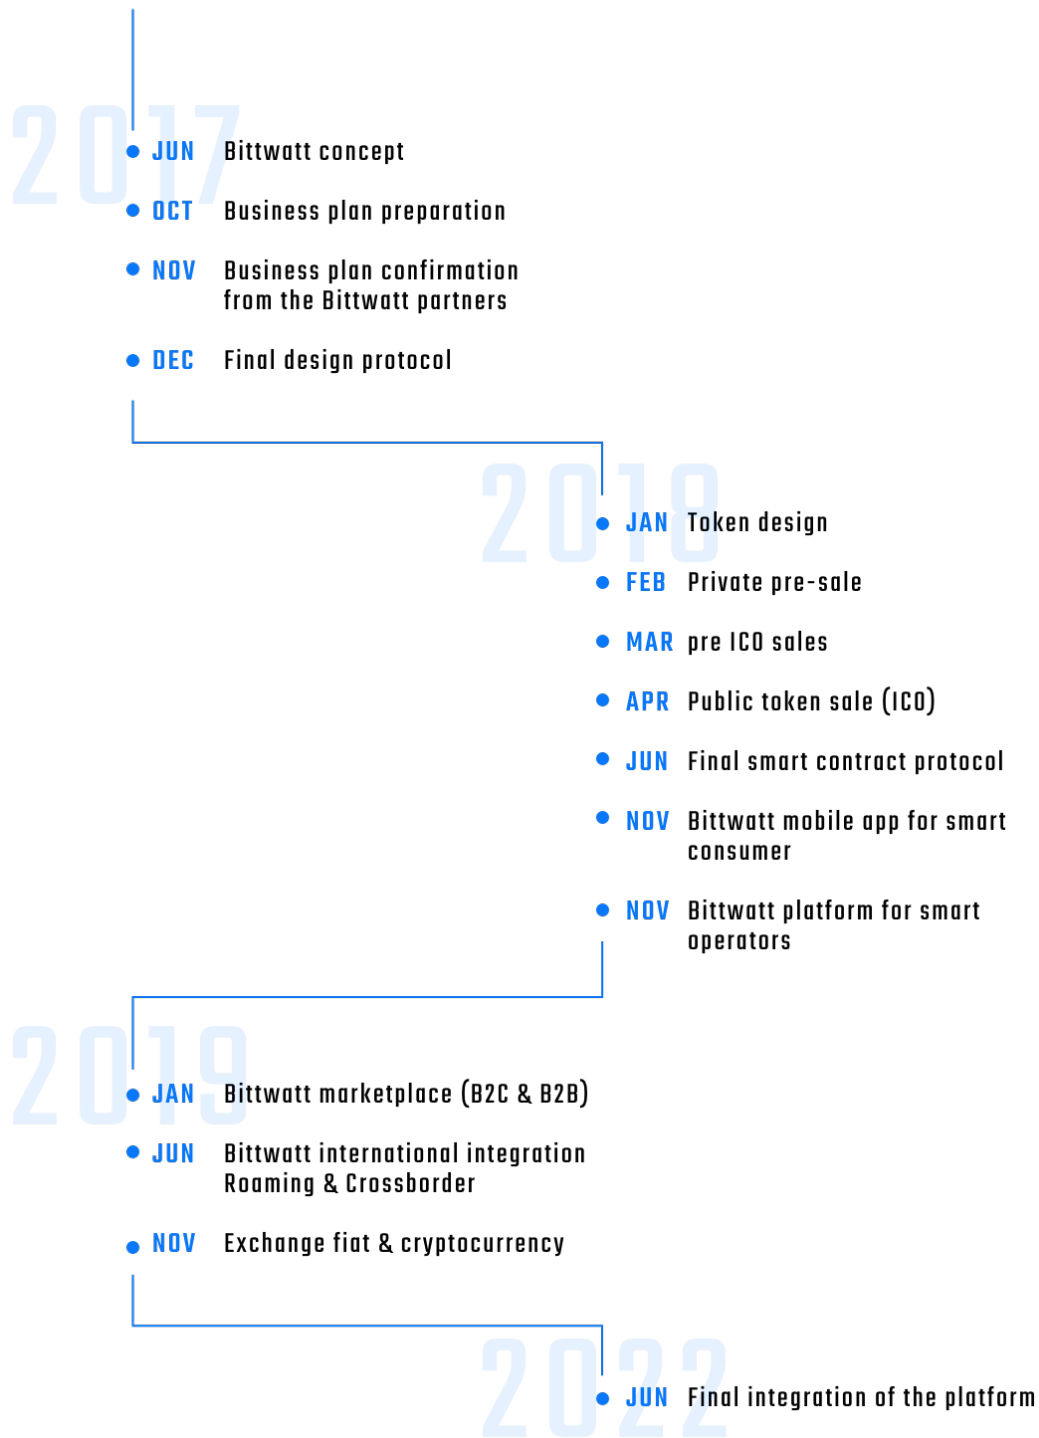 2017
JUN Bittwatt concept
OCT Business plan preparation
NOV Business plan confirmation
from the Bittwatt partners
DEC Final design protocol
2018
JAN Token design
FEB Private pre-sale
MAR pre ICO sales
APR Public token sale (ICO)
JUN Final smart contract protocol
NOV Bittwatt mobile app for smart
consumer
NOV Bittwatt platform for smart
operators
2019
JAN Bittwatt marketplace (B2C & B2B)
JUN Bittwatt international integration
Roaming & Crossborder
NOV Exchange fiat & cryptocurrency
2022
JUN Final integration of the platform